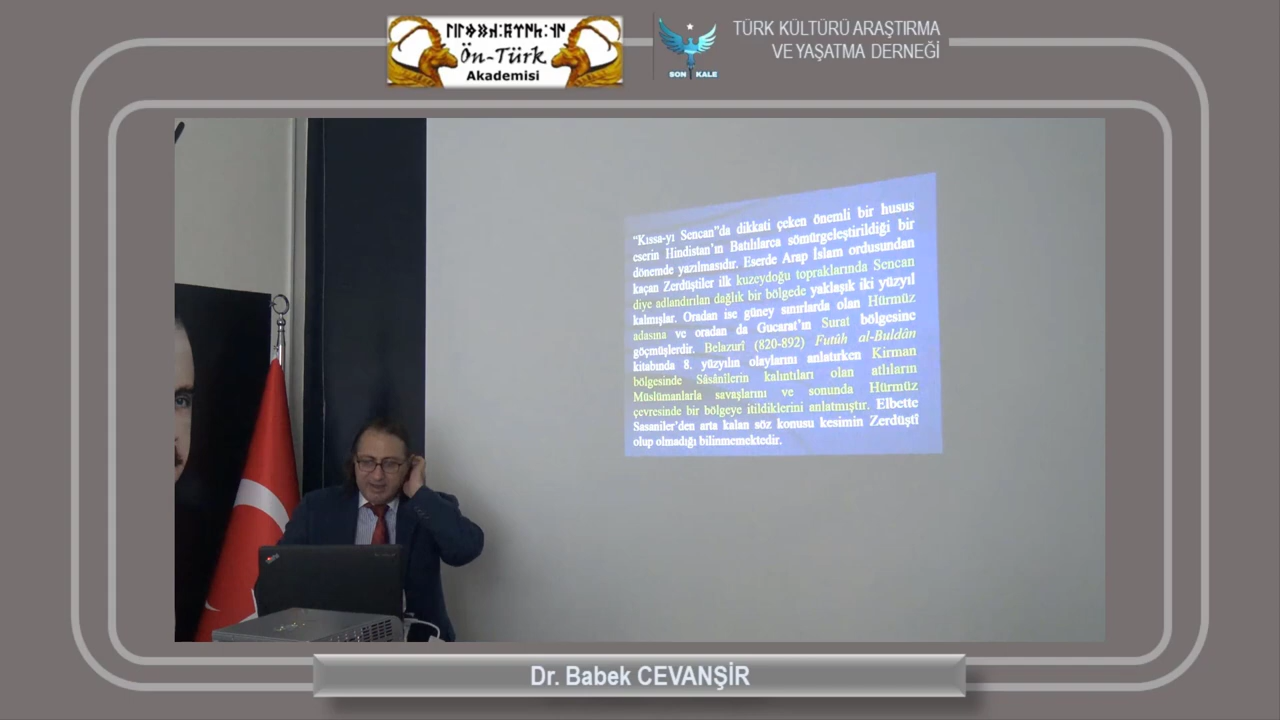 Ön-Türk
Akademisi
SON KALE
TÜRK KÜLTÜRÜ ARAŞTIRMA
VE YAŞATMA DERNEĞİ
“Kıssa-yı Sencan”da dikkati çeken önemli bir husus
eserin Hindistan’ın Batılılarca sömürgeleştirildiği bir
dönemde yazılmasıdır. Eserde Arap İslam ordusundan
kaçan Zerdüştiler ilk kuzeydoğu topraklarında Sencan
diye adlandırılan dağlık bir bölgede yaklaşık iki yüzyıl
kalmışlar. Oradan ise güney sınırlarda olan Hürmüz
adasına ve oradan da Gucarat’ın Surat bölgesine
göçmüşlerdir. Belazurî (820-892) Futûh al-Buldân
kitabında 8. yüzyılın olaylarını anlatırken Kirman
bölgesinde Sâsânîlerin kalıntıları olan atlıların
Müslümanlarla savaşlarını ve sonunda Hürmüz
çevresinde bir bölgeye itildiklerini anlatmıştır. Elbette
Sasaniler’den arta kalan söz konusu kesimin Zerdüştî
olup olmadığı bilinmemektedir.
Dr. Babek CEVANŞİR